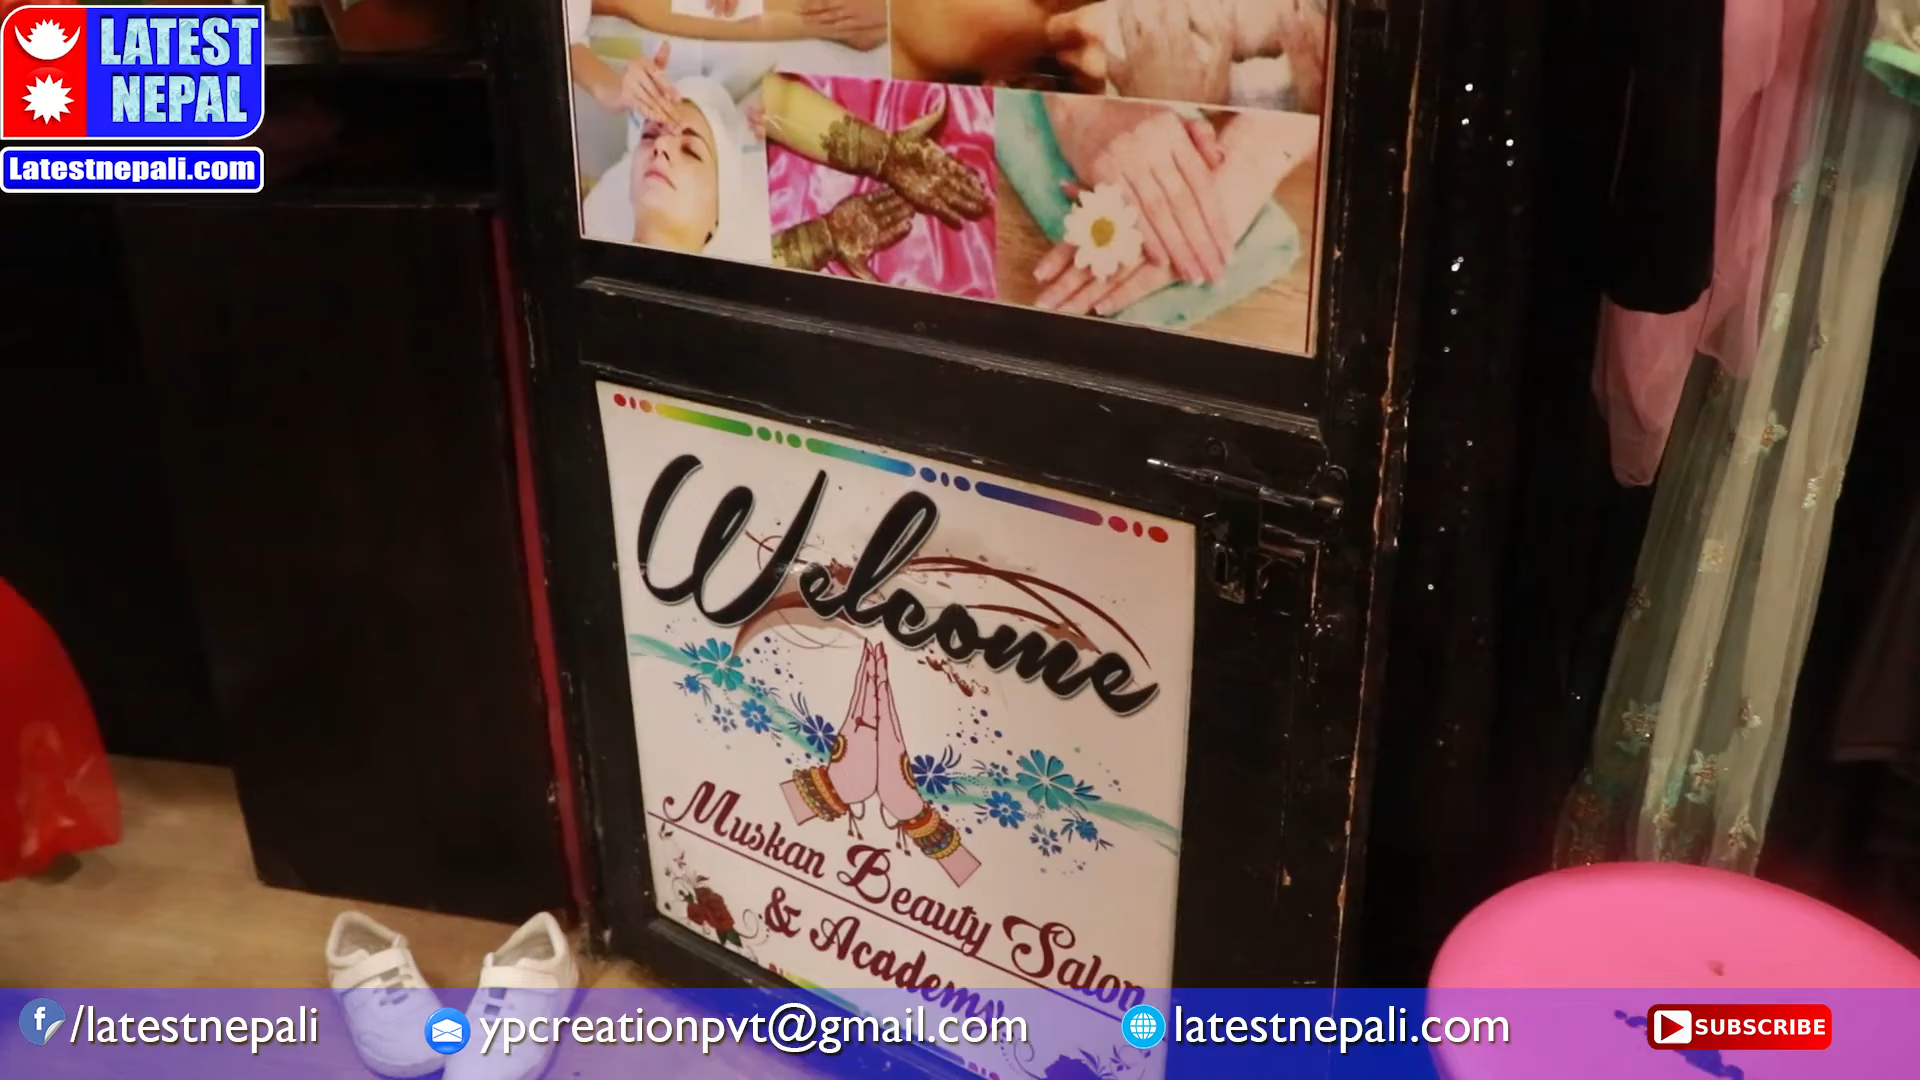 LATEST
NEPAL
Latestnepali.com
Welcome
Muskan Beauty Salon
& Academy
/latestnepali
ypcreationpvt@gmail.com
latestnepali.com
SUBSCRIBE